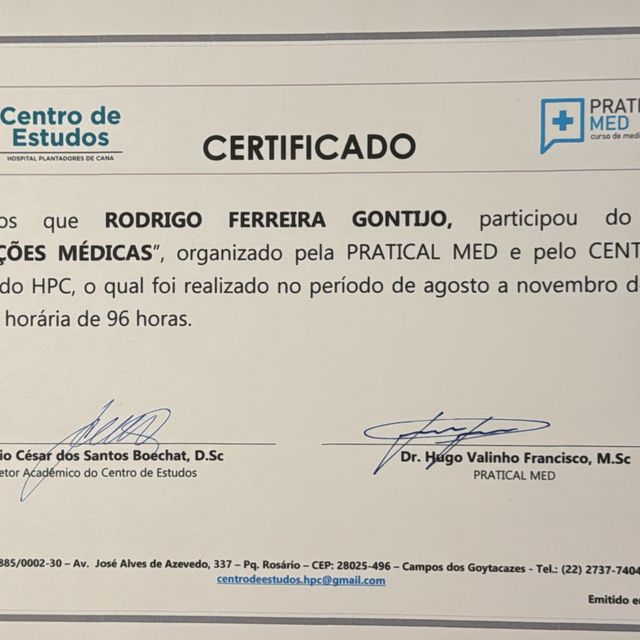 Centro de
Estudos
HOSPITAL PLANTADORES DE CANA
CERTIFICADO
PRATI
MED
curso de medi
os que RODRIGO FERREIRA GONTIJO, participou do
ÇÕES MÉDICAS", organizado pela PRATICAL MED e pelo CENT
do HPC, o qual foi realizado no período de agosto a novembro d
horária de 96 horas.
io César dos Santos Boechat, D.Sc
etor Acadêmico do Centro de Estudos
Dr. Hugo Valinho Francisco, M.Sc
PRATICAL MED
885/0002-30 – Av. José Alves de Azevedo, 337 – Pq. Rosário – CEP: 28025-496 – Campos dos Goytacazes - Tel.: (22) 2737-7404
centrodeestudos.hpc@gmail.com
Emitido e